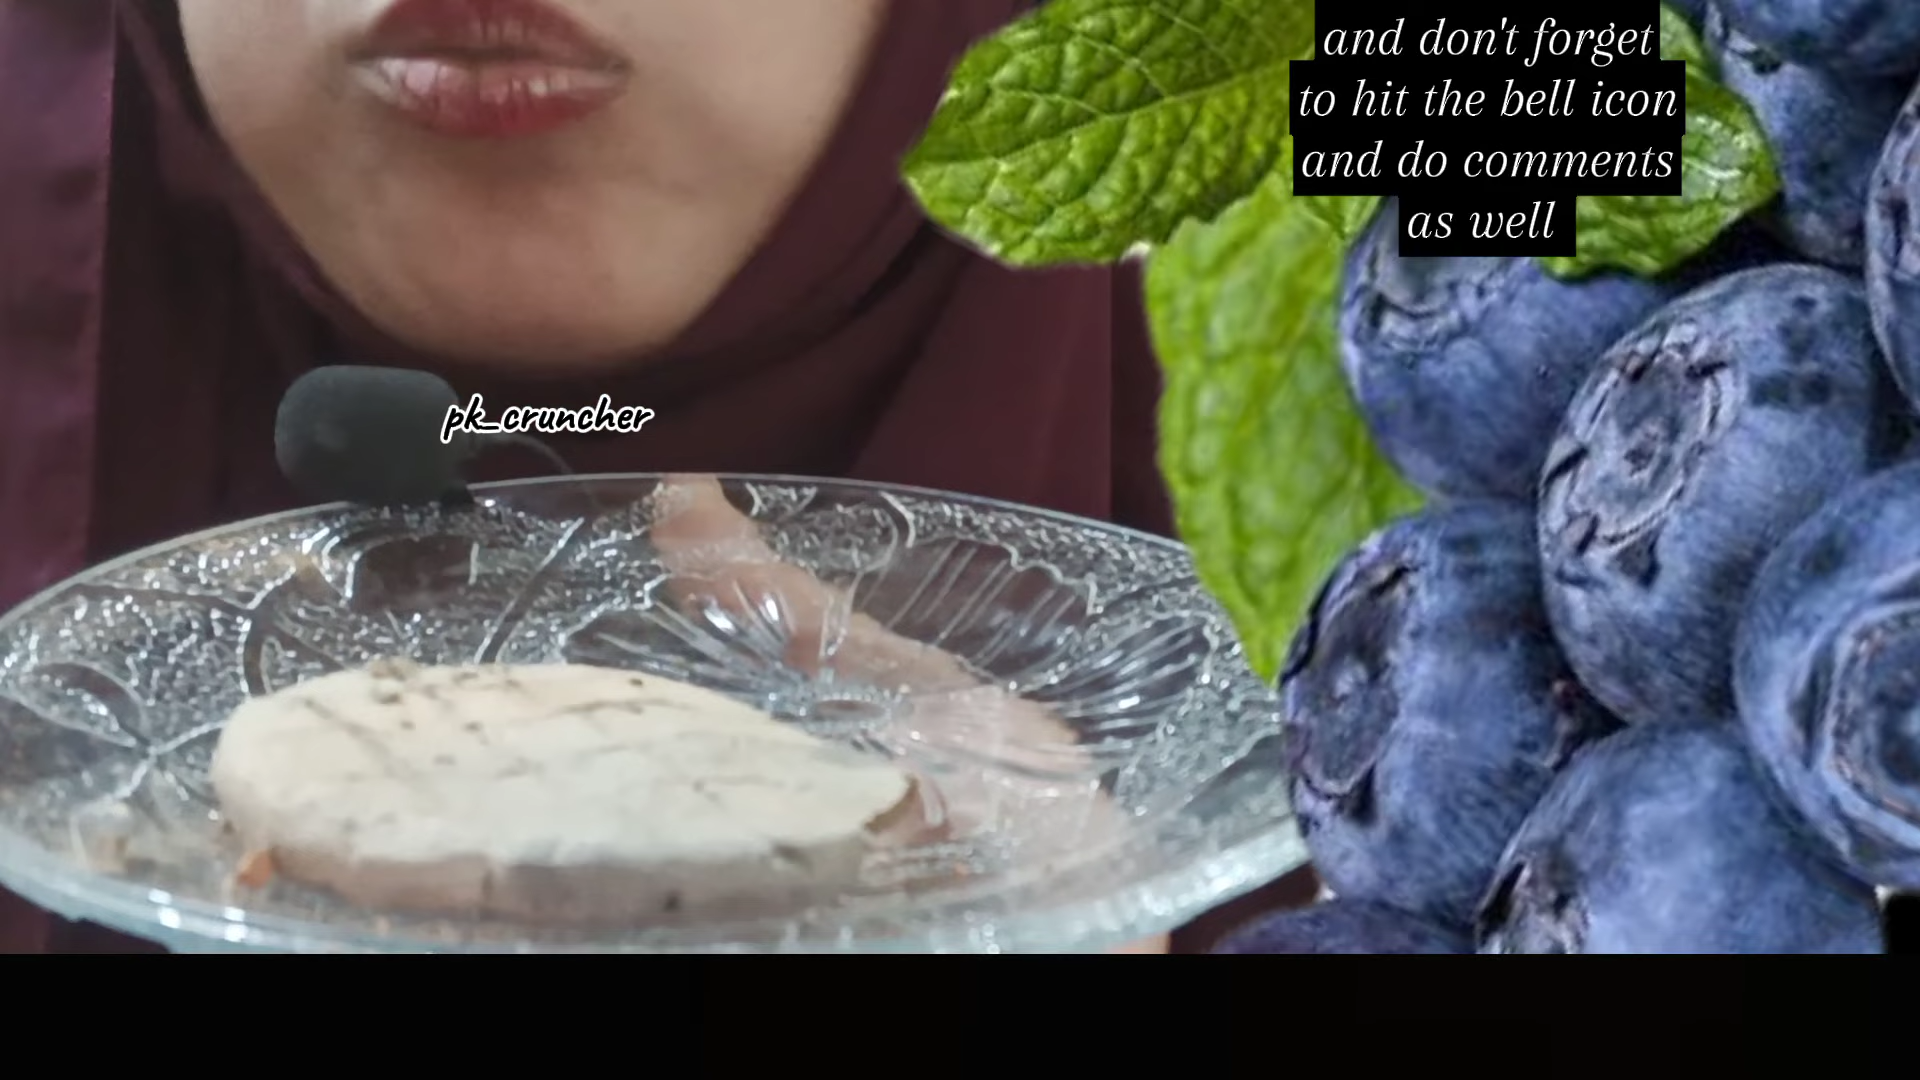 and don't forget
to hit the bell icon
and do comments
as well
pk_cruncher